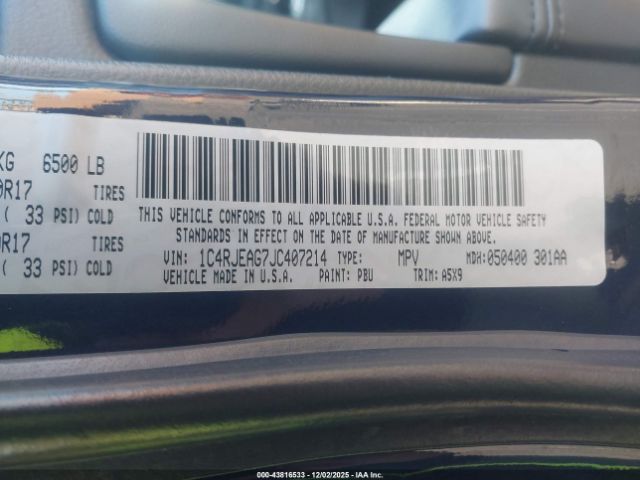 KG 6500 LB
0R17 TIRES
( 33 PSI) COLD
0R17 TIRES
( 33 PSI) COLD
THIS VEHICLE CONFORMS TO ALL APPLICABLE U.S.A. FEDERAL MOTOR VEHICLE SAFETY
STANDARDS IN EFFECT ON THE DATE OF MANUFACTURE SHOWN ABOVE.
VIN: 1C4RJEAG7JC407214 TYPE: MPV MDH: 050400 301AA
VEHICLE MADE IN U.S.A. PAINT: PBU TRIM: A5X9
000-43816533 - 12/02/2025 - IAA Inc.